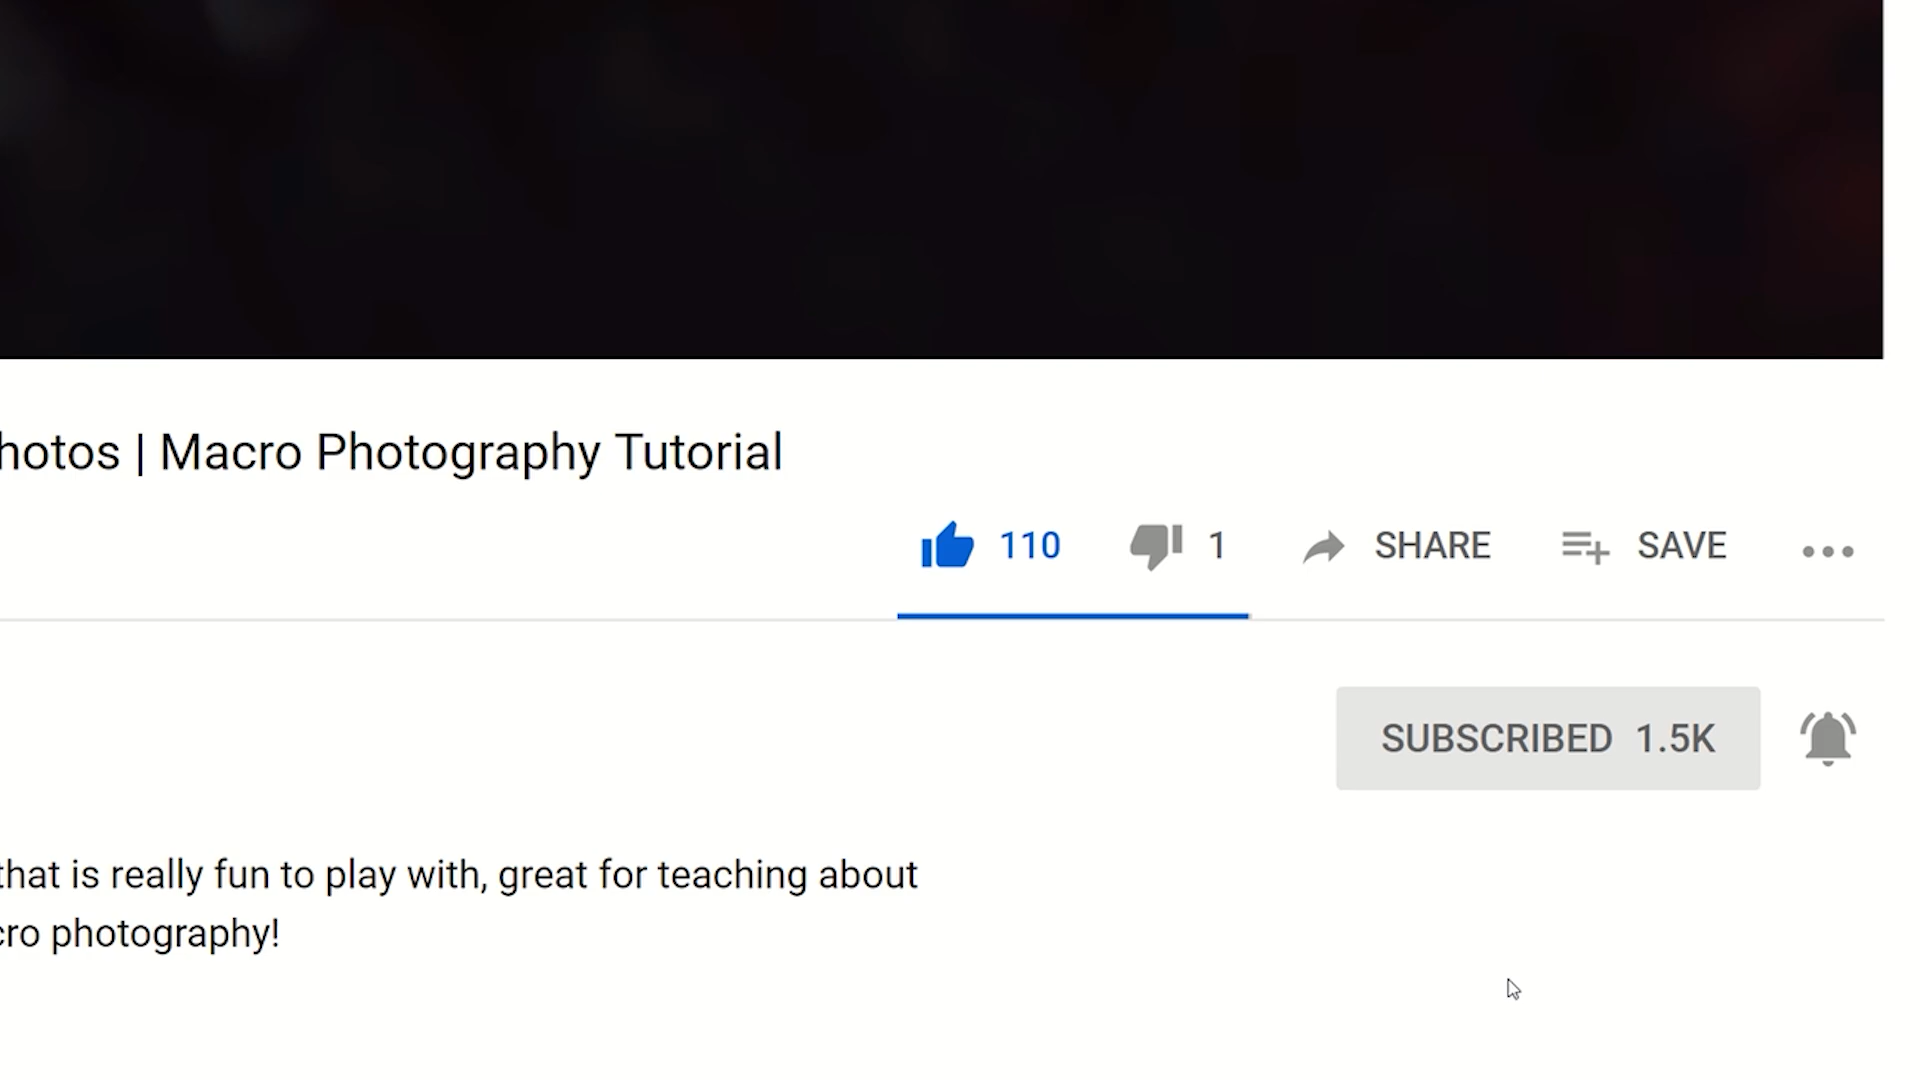 hotos | Macro Photography Tutorial
110 1 SHARE SAVE
SUBSCRIBED 1.5K
that is really fun to play with, great for teaching about
cro photography!